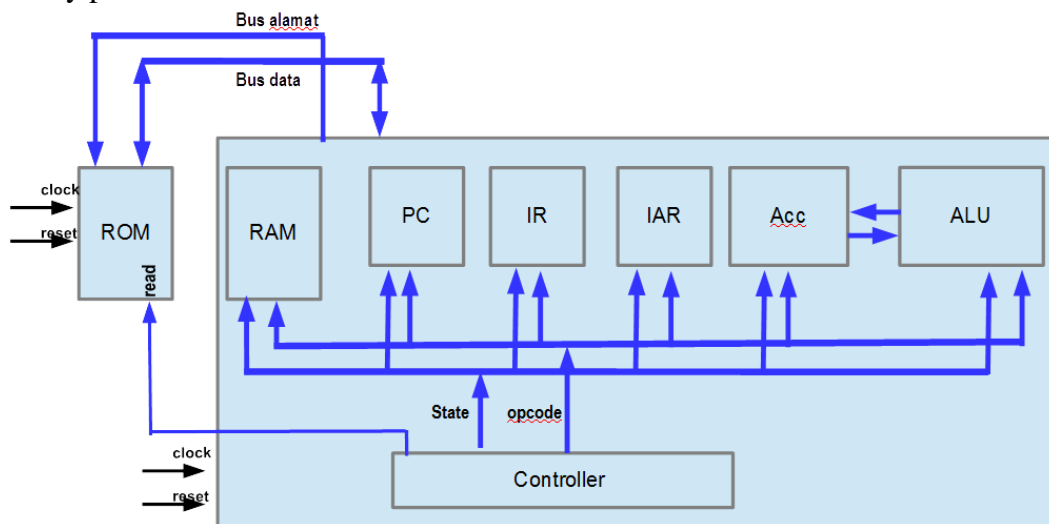 Bus alamat
Bus data
clock
reset
ROM
read
RAM
PC
IR
IAR
Acc
ALU
State
opcode
clock
reset
Controller